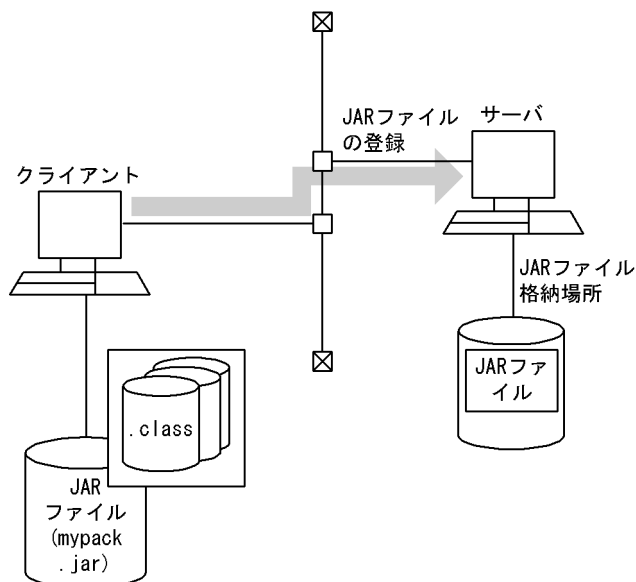 JARファイル
の登録
サーバ
クライアント
JARファイル
格納場所
JARファ
イル
.class
JAR
ファイル
(mypack
.jar)